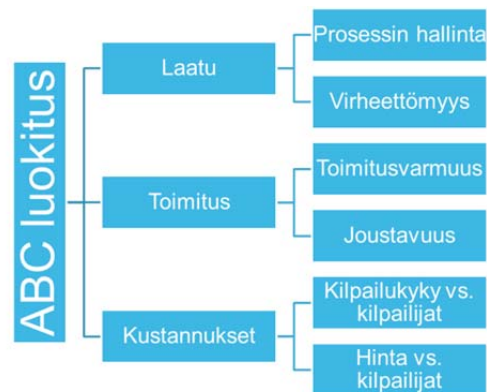 ABC luokitus
Laatu
Prosessin hallinta
Virheettömyys
Toimitus
Toimitusvarmuus
Joustavuus
Kustannukset
Kilpailukyky vs.
kilpailijat
Hinta vs.
kilpailijat